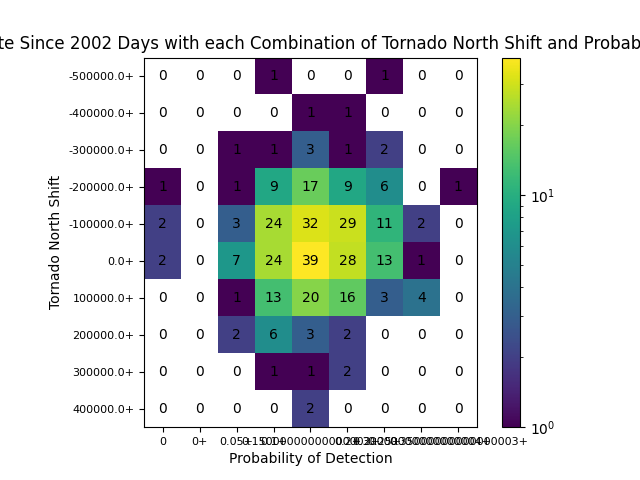 te Since 2002 Days with each Combination of Tornado North Shift and Probab
-500000.0+ 0 0 0 1 0 0 1 0 0
-400000.0+ 0 0 0 0 1 1 0 0 0
-300000.0+ 0 0 1 1 3 1 2 0 0
-200000.0+ 1 0 1 9 17 9 6 0 1
-100000.0+ 2 0 3 24 32 29 11 2 0
0.0+ 2 0 7 24 39 28 13 1 0
100000.0+ 0 0 1 13 20 16 3 4 0
200000.0+ 0 0 2 6 3 2 0 0 0
300000.0+ 0 0 0 1 1 2 0 0 0
400000.0+ 0 0 0 0 2 0 0 0 0
0 0+
Probability of Detection
Tornado North Shift
10¹
10⁰